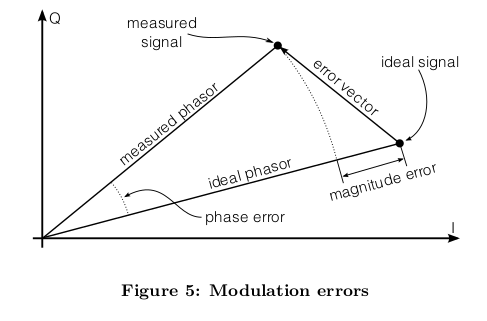 Q
measured
signal
error vector
ideal signal
measured phasor
ideal phasor
magnitude error
phase error
I
Figure 5: Modulation errors